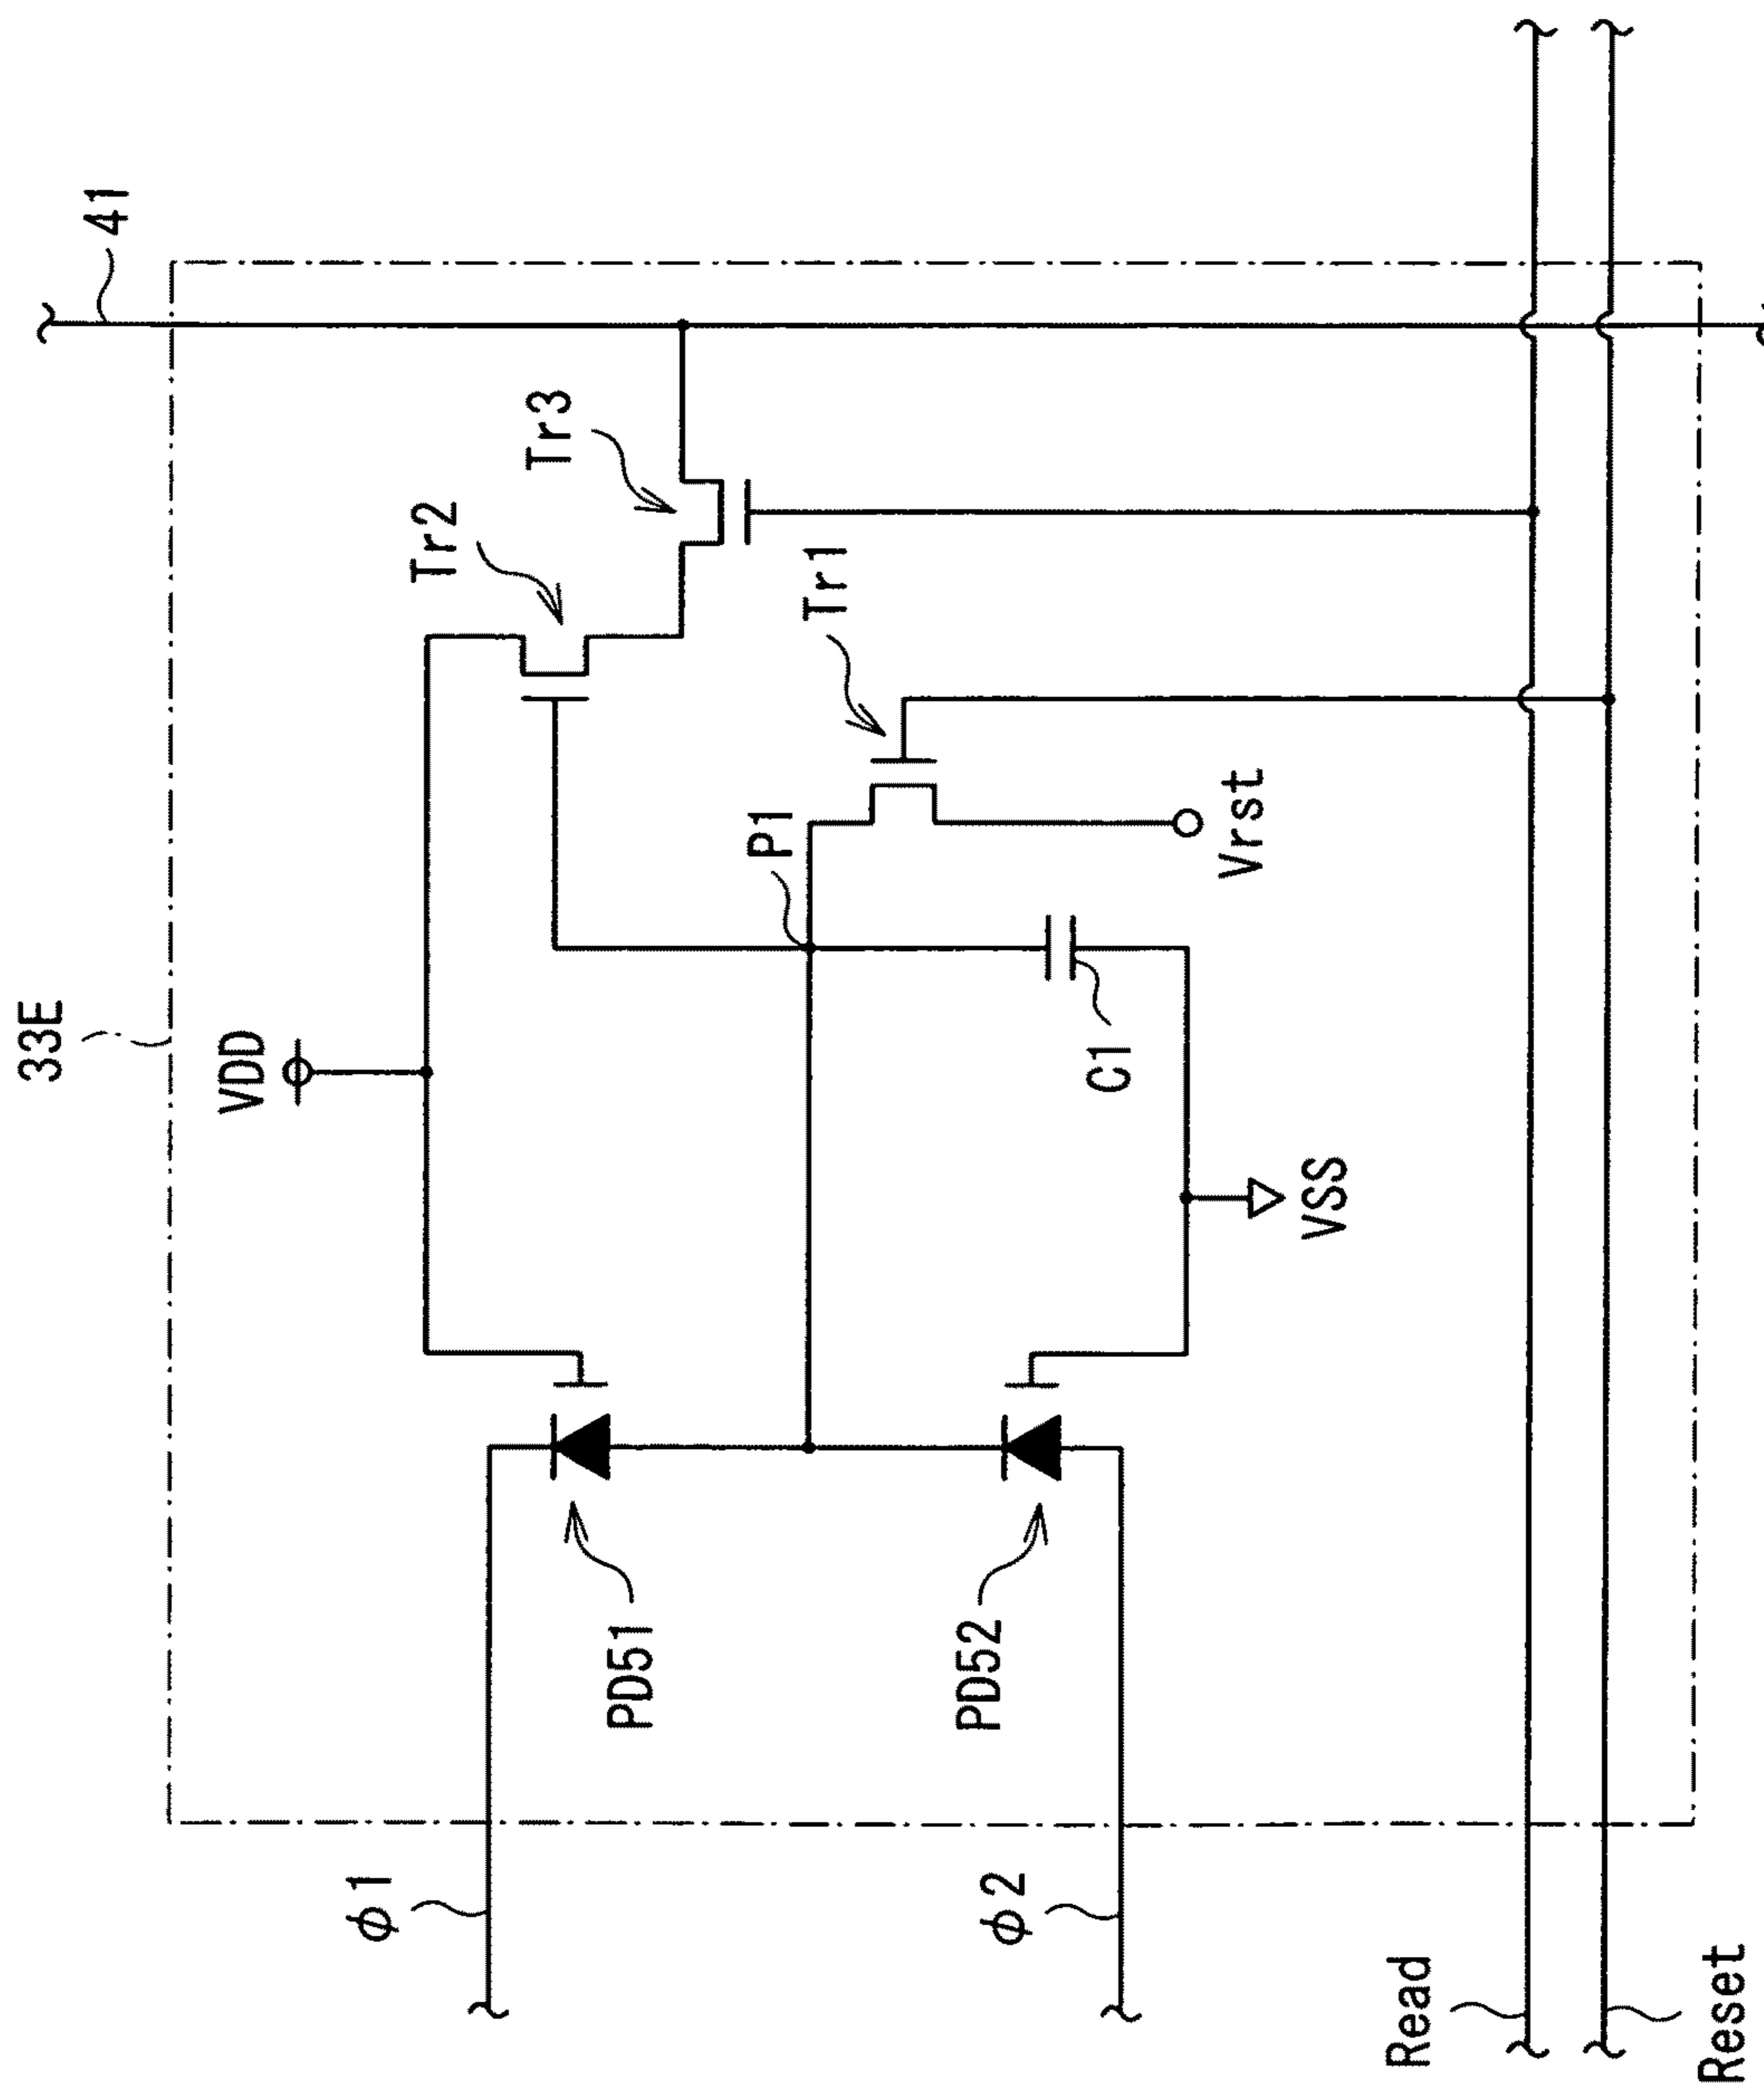 33E
41
VDD
Tr2
Tr3
φ1
PD51
P1
Tr1
φ2
PD52
C1
Vrst
VSS
Read
Reset